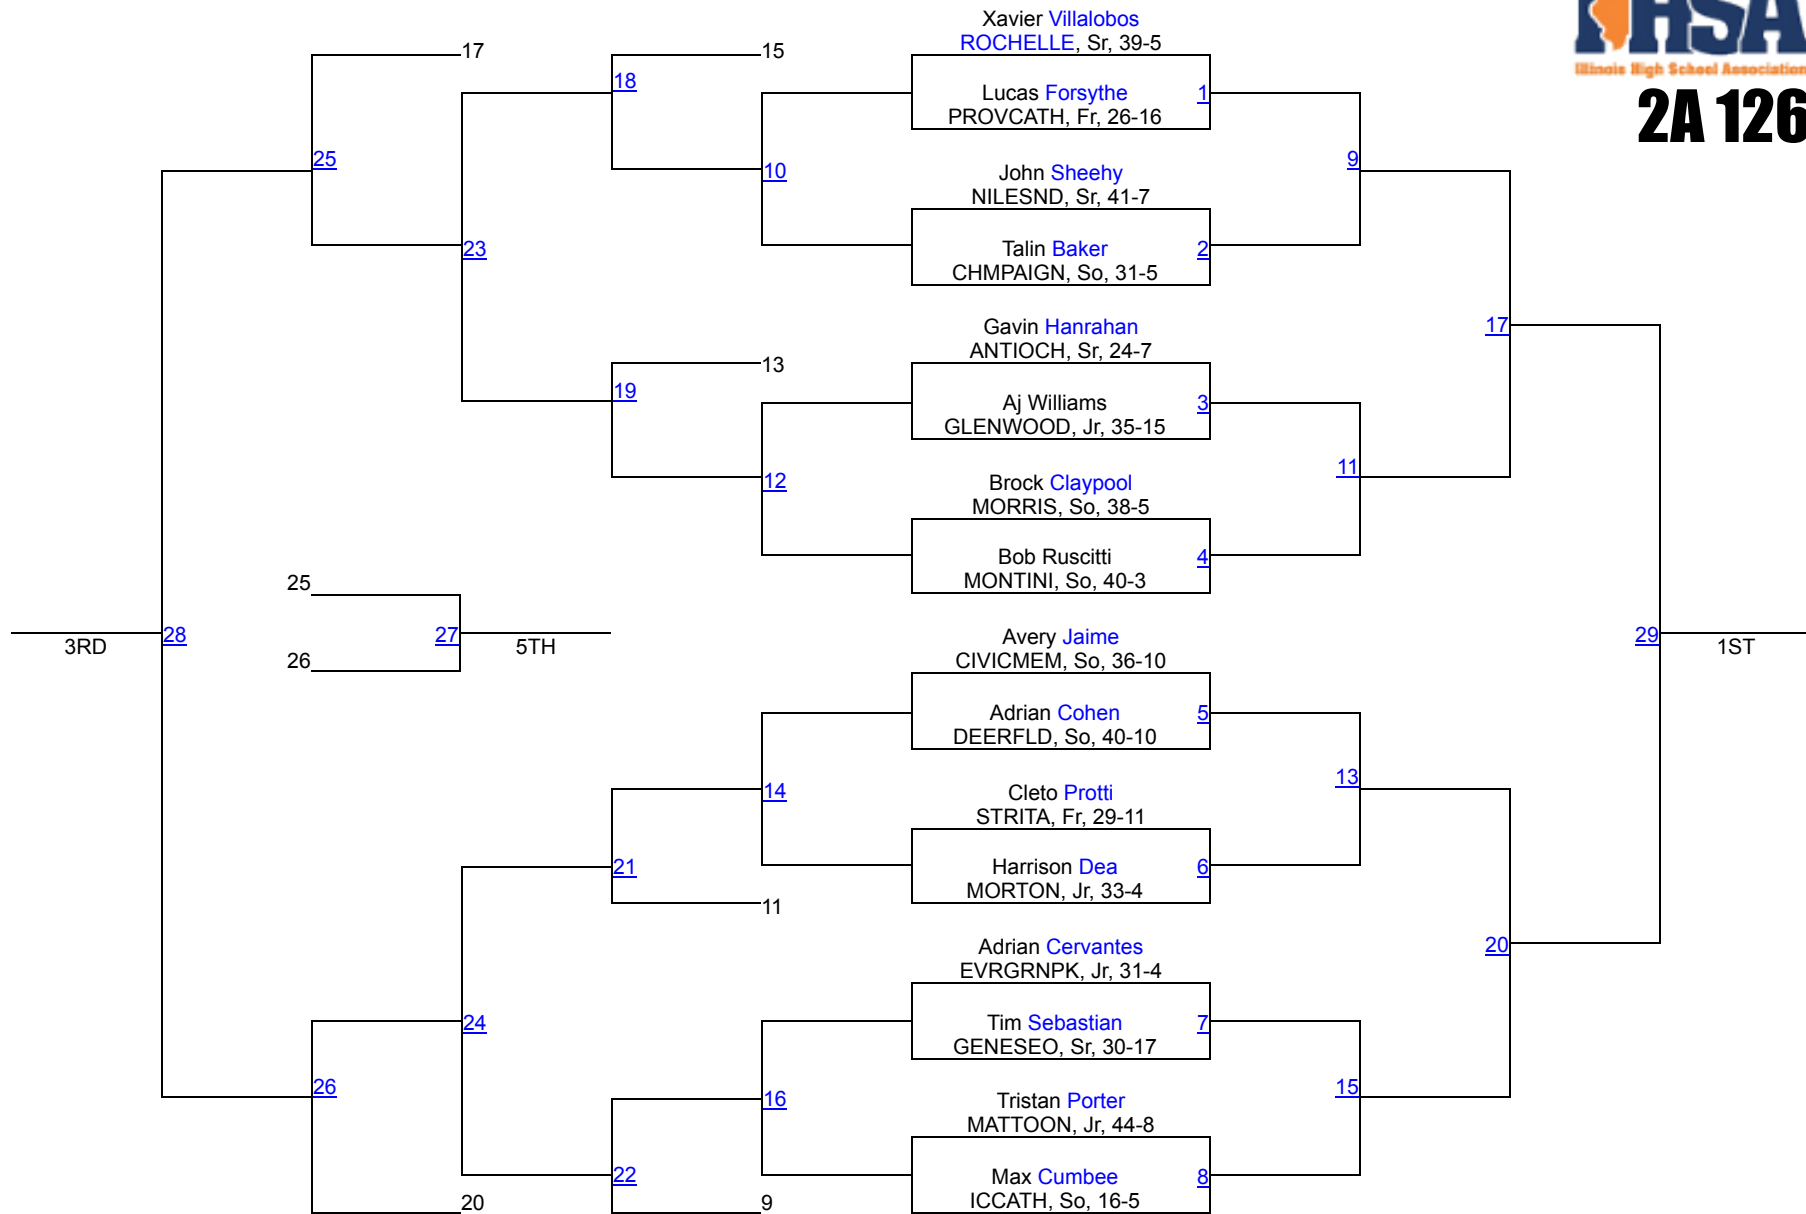 IHSA
Illinois High School Association
2A 126
Xavier Villalobos
ROCHELLE, Sr, 39-5
17
15
18
Lucas Forsythe
1
PROVCATH, Fr, 26-16
25
10
John Sheehy
9
NILESND, Sr, 41-7
23
Talin Baker
2
CHMPAIGN, So, 31-5
Gavin Hanrahan
17
ANTIOCH, Sr, 24-7
13
19
Aj Williams
3
GLENWOOD, Jr, 35-15
12
Brock Claypool
11
MORRIS, So, 38-5
Bob Ruscitti
4
MONTINI, So, 40-3
25
28
3RD
27
5TH
26
Avery Jaime
CIVICMEM, So, 36-10
29
1ST
Adrian Cohen
5
DEERFLD, So, 40-10
14
Cleto Protti
13
STRITA, Fr, 29-11
21
Harrison Dea
6
MORTON, Jr, 33-4
11
Adrian Cervantes
20
EVRGRNPK, Jr, 31-4
24
Tim Sebastian
7
GENESEO, Sr, 30-17
26
16
Tristan Porter
15
MATTOON, Jr, 44-8
22
Max Cumbee
8
ICCATH, So, 16-5
20
9